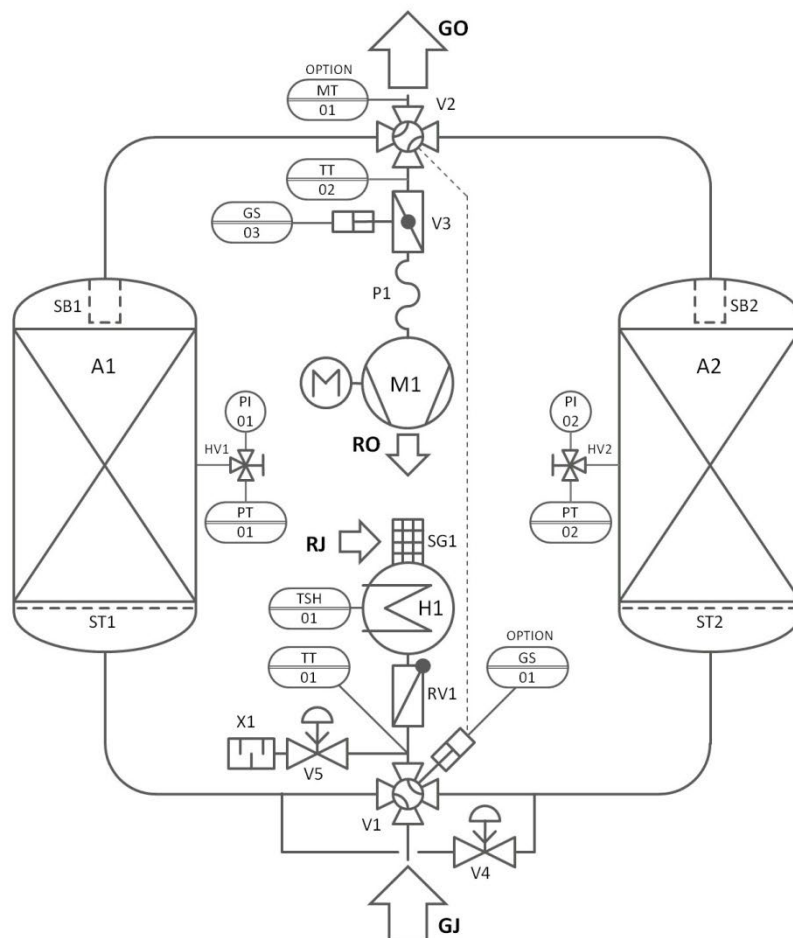 GO
OPTION
MT
01
V2
TT
02
GS
03
V3
P1
SB1
SB2
A1
A2
M
M1
PI
01
PI
02
HV1
HV2
RO
PT
01
PT
02
RJ
SG1
TSH
01
H1
ST1
ST2
OPTION
TT
01
GS
01
RV1
X1
V5
V1
V4
GJ